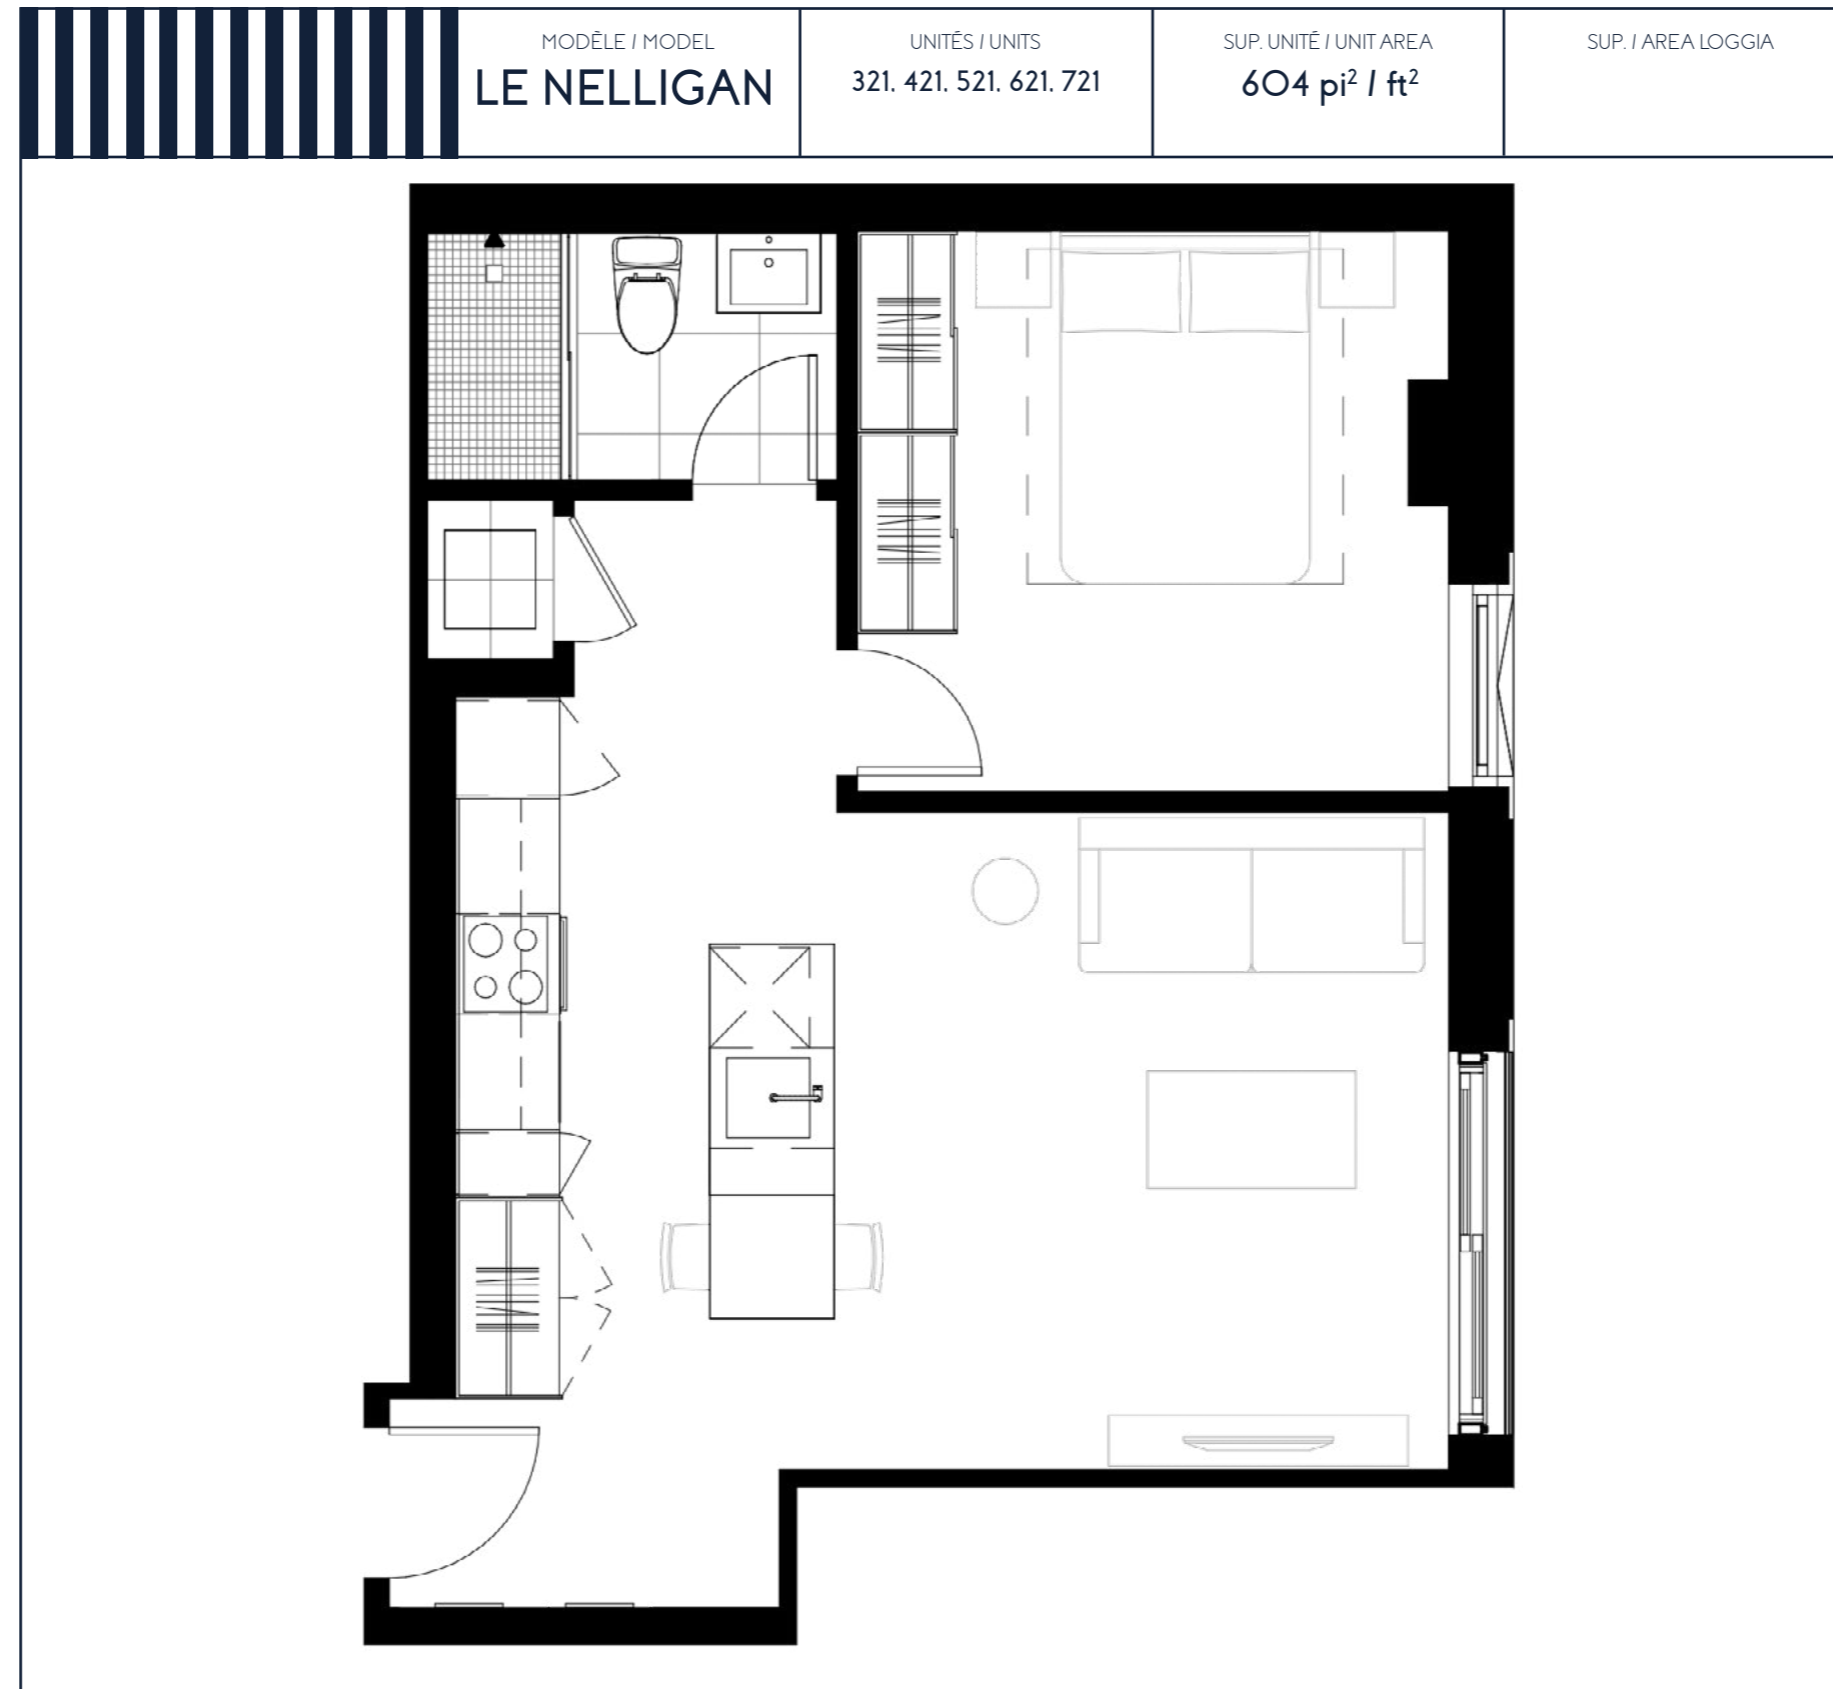 MODÈLE / MODEL
LE NELLIGAN
UNITÉS / UNITS
321, 421, 521, 621, 721
SUP. UNITÉ / UNIT AREA
604 pi² / ft²
SUP. / AREA LOGGIA